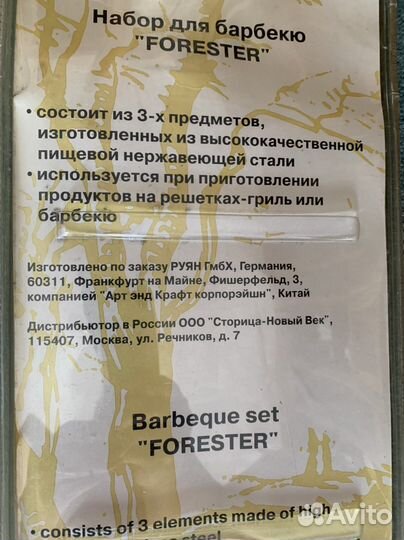 Набор для барбекю
"FORESTER"
• состоит из 3-х предметов,
изготовленных из высококачественной
пищевой нержавеющей стали
• используется при приготовлении
продуктов на решетках-гриль или
барбекю
Изготовлено по заказу РУЯН ГмбХ, Германия,
60311, Франкфурт на Майне, Фишерфельд, 3,
компанией "Арт энд Крафт корпорэйшн", Китай
Дистрибьютор в России ООО "Сторица-Новый Век",
115407, Москва, ул. Речников, д. 7
Barbeque set
"FORESTER"
• consists of 3 elements made of high
steel
Avito